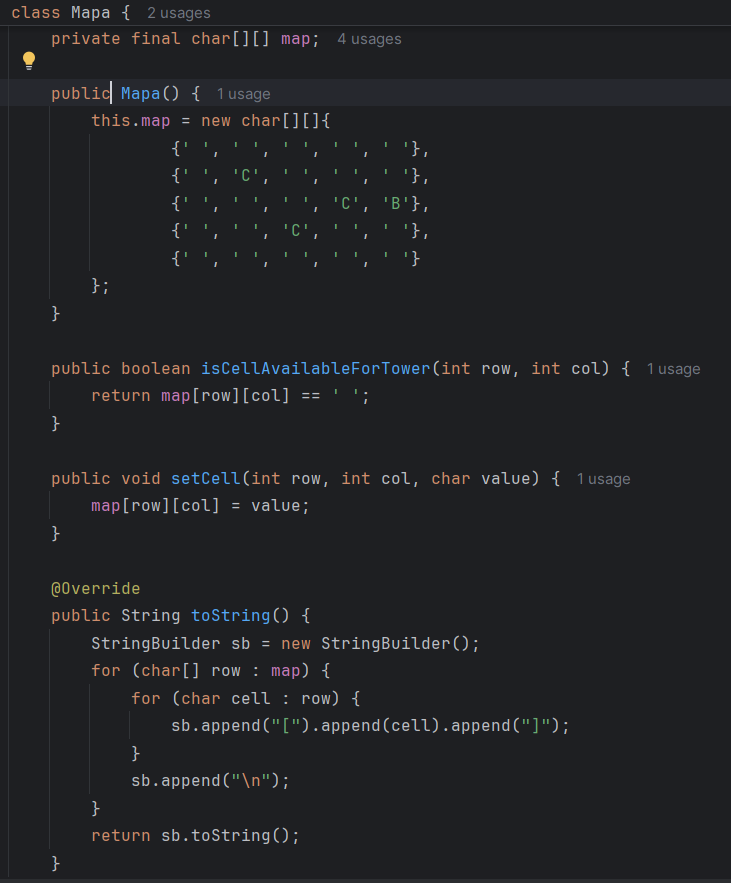 class Mapa {   2 usages
    private final char[][] map;   4 usages

    public Mapa() {   1 usage
        this.map = new char[][]{
                {' ', ' ', ' ', ' ', ' '},
                {' ', 'C', ' ', ' ', ' '},
                {' ', ' ', ' ', 'C', 'B'},
                {' ', ' ', 'C', ' ', ' '},
                {' ', ' ', ' ', ' ', ' '}
        };
    }

    public boolean isCellAvailableForTower(int row, int col) {   1 usage
        return map[row][col] == ' ';
    }

    public void setCell(int row, int col, char value) {   1 usage
        map[row][col] = value;
    }

    @Override
    public String toString() {
        StringBuilder sb = new StringBuilder();
        for (char[] row : map) {
            for (char cell : row) {
                sb.append("[").append(cell).append("]");
            }
            sb.append("\n");
        }
        return sb.toString();
    }